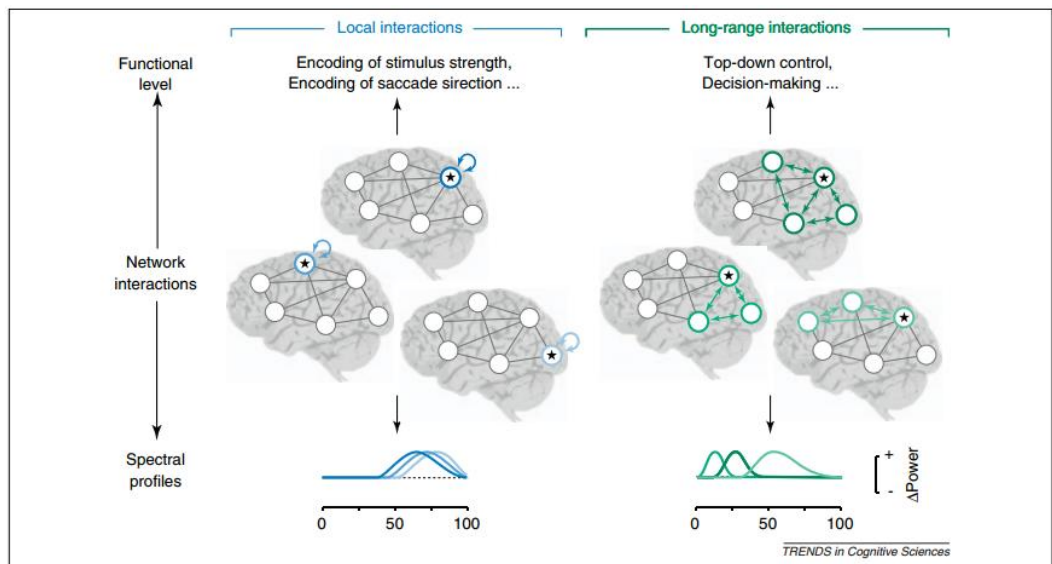 Local interactions
Long-range interactions
Functional
level
Encoding of stimulus strength,
Encoding of saccade sirection ...
Top-down control,
Decision-making ...
Network
interactions
Spectral
profiles
+
-
ΔPower
0 50 100
0 50 100
TRENDS in Cognitive Sciences